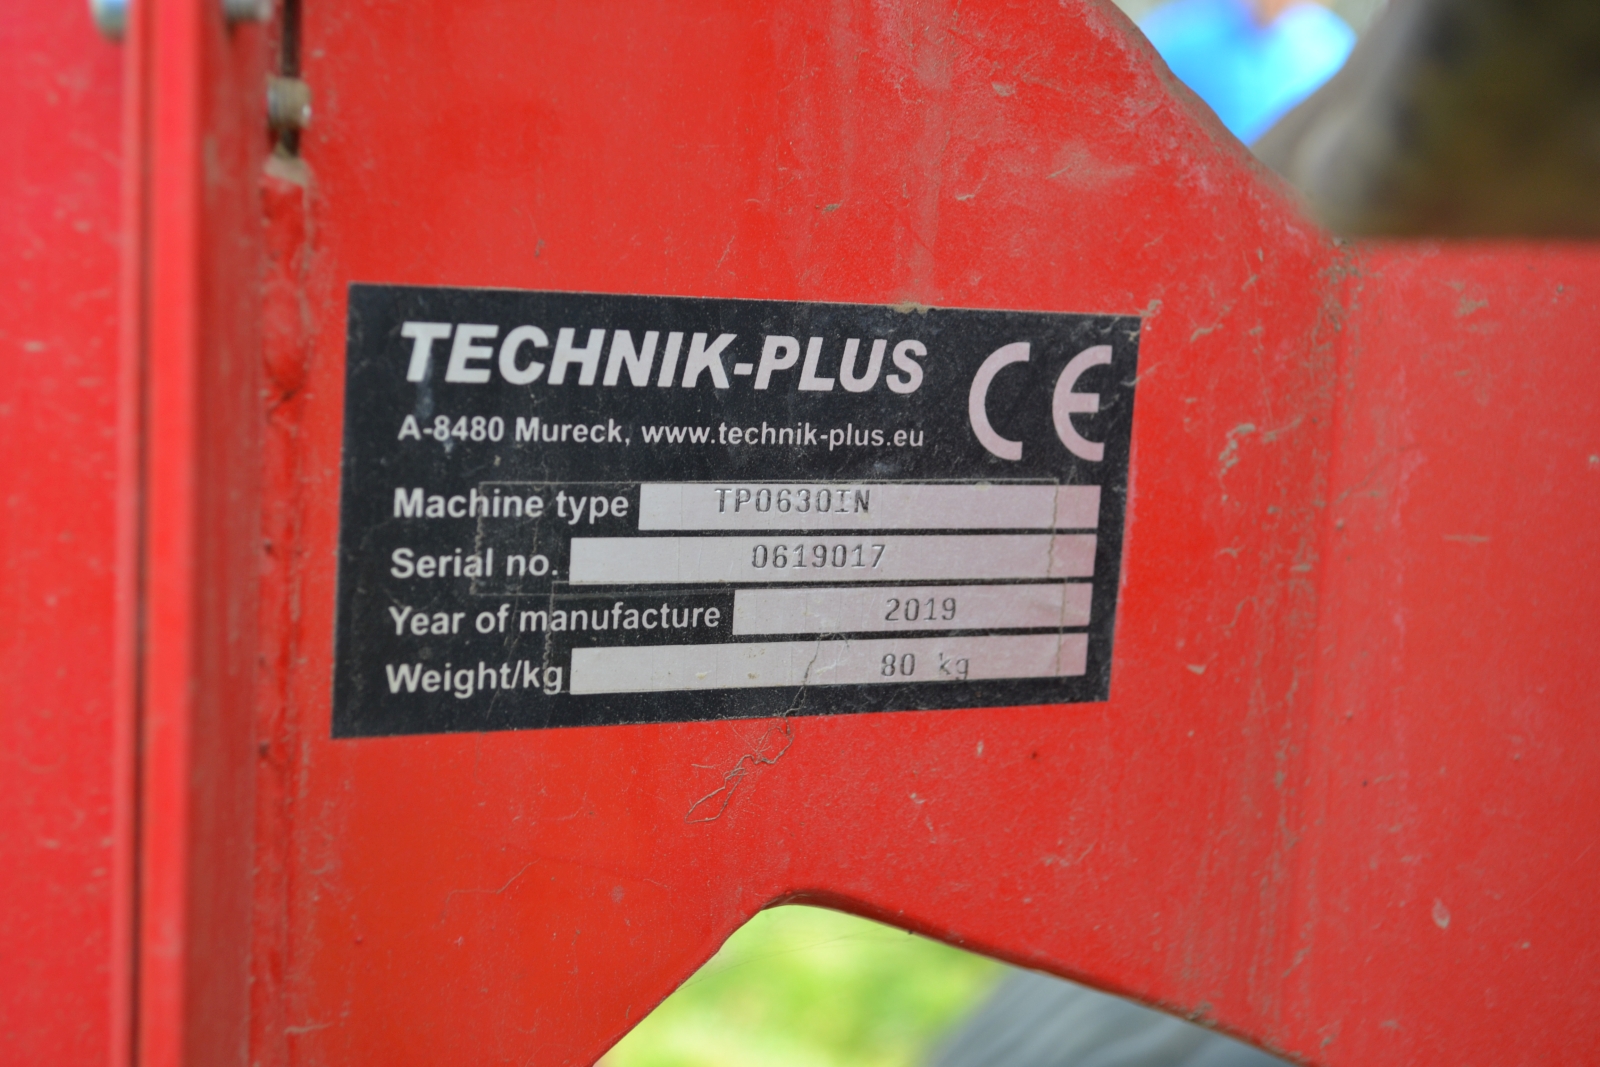 TECHNIK-PLUS CE
A-8480 Mureck, www.technik-plus.eu
Machine type TP0630IN
Serial no. 0619017
Year of manufacture 2019
Weight/kg 80 kg